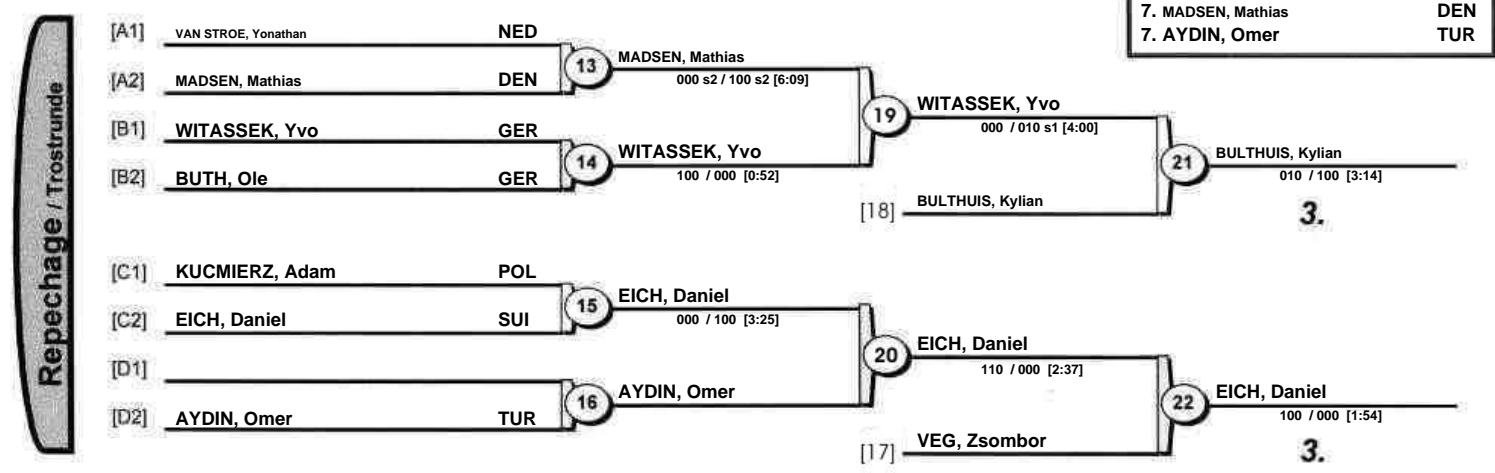 7. MADSEN, Mathias DEN
7. AYDIN, Omer TUR
Repechage / Trostrunde
[A1] VAN STROE, Yonathan NED
[A2] MADSEN, Mathias DEN
13 MADSEN, Mathias
000 s2 / 100 s2 [6:09]
[B1] WITASSEK, Yvo GER
[B2] BUTH, Ole GER
14 WITASSEK, Yvo
100 / 000 [0:52]
19 WITASSEK, Yvo
000 / 010 s1 [4:00]
[18] BULTHUIS, Kylian
21 BULTHUIS, Kylian
010 / 100 [3:14]
3.
[C1] KUCMIERZ, Adam POL
[C2] EICH, Daniel SUI
15 EICH, Daniel
000 / 100 [3:25]
[D1]
[D2] AYDIN, Omer TUR
16 AYDIN, Omer
20 EICH, Daniel
110 / 000 [2:37]
[17] VEG, Zsombor
22 EICH, Daniel
100 / 000 [1:54]
3.